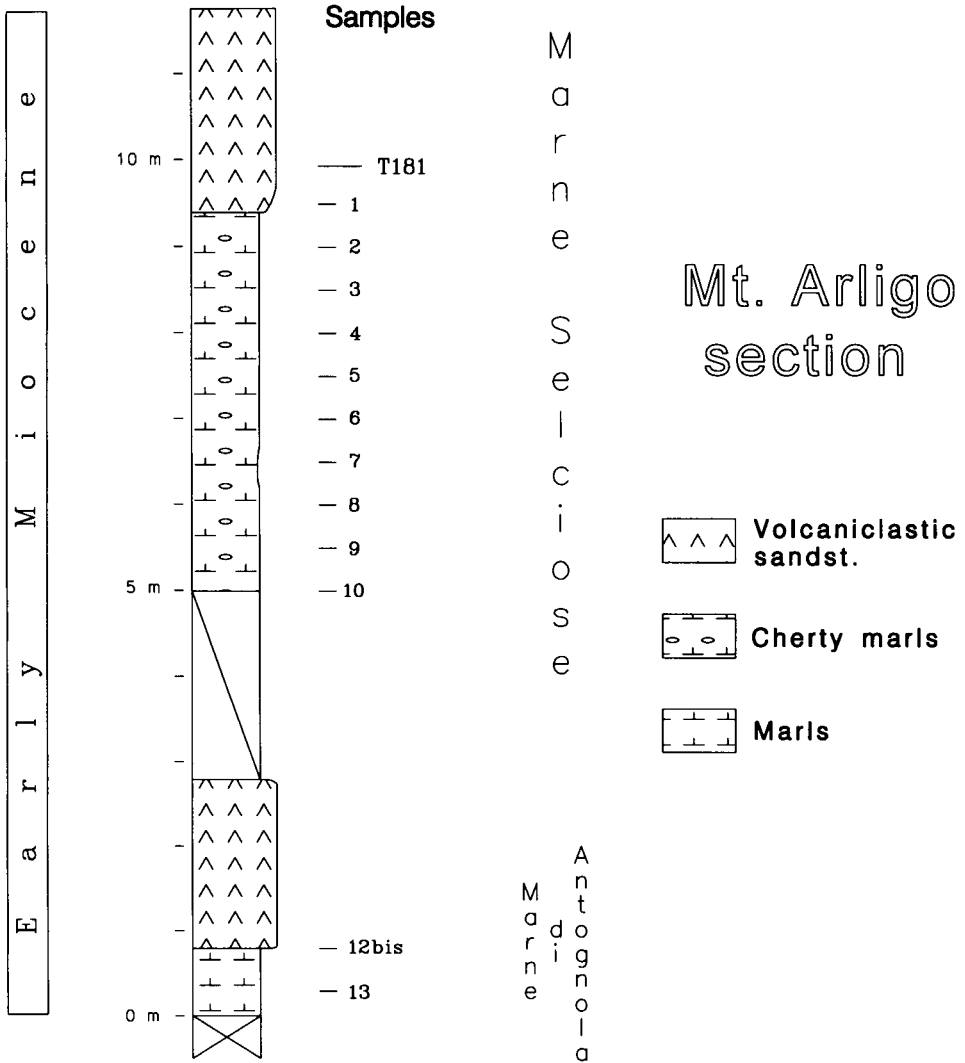 Early Miocene
Samples
10 m
5 m
0 m
T181
1
2
3
4
5
6
7
8
9
10
12bis
13
Marne Selciose
Marne
di
Antognola
Mt. Arligo
section
Volcaniclastic
sandst.
Cherty marls
Marls